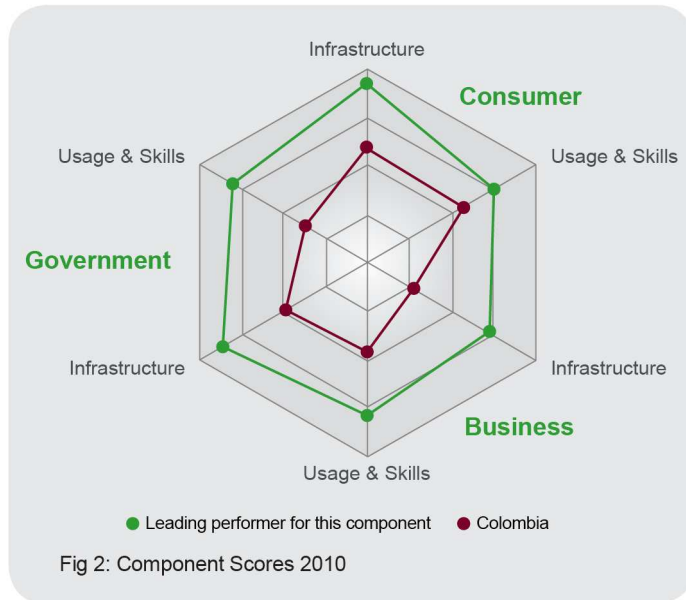 Infrastructure
Consumer
Usage & Skills
Usage & Skills
Government
Infrastructure
Infrastructure
Business
Usage & Skills
Leading performer for this component
Colombia
Fig 2: Component Scores 2010